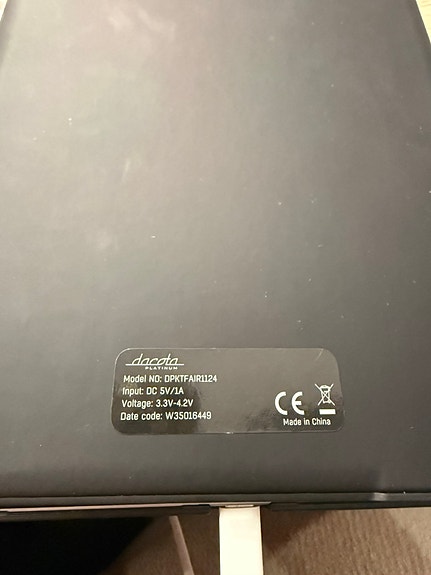 dacota
PLATINUM
Model NO: DPKTFAIR1124
Input: DC 5V/1A
Voltage: 3.3V-4.2V
Date code: W35016449
CE
Made in China